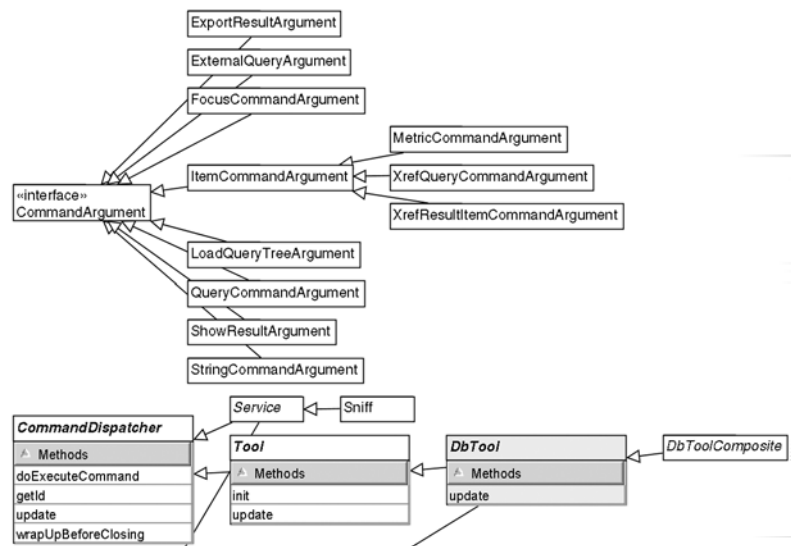 ExportResultArgument
ExternalQueryArgument
FocusCommandArgument
MetricCommandArgument
ItemCommandArgument
XrefQueryCommandArgument
«interface»
CommandArgument
XrefResultItemCommandArgument
LoadQueryTreeArgument
QueryCommandArgument
ShowResultArgument
StringCommandArgument
Service
Sniff
CommandDispatcher
Methods
doExecuteCommand
getId
update
wrapUpBeforeClosing
Tool
Methods
init
update
DbTool
Methods
update
DbToolComposite